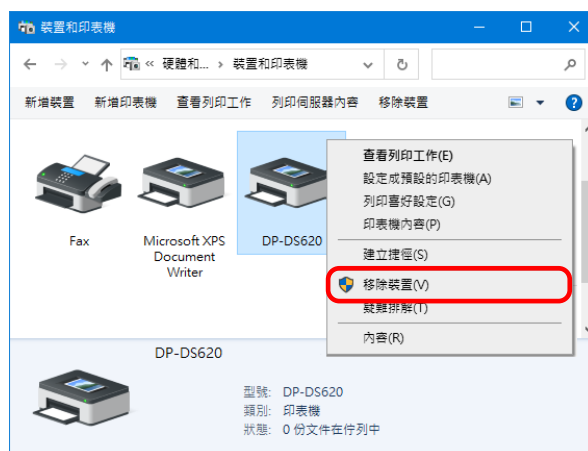 裝置和印表機
« 硬體和... › 裝置和印表機
新增裝置 新增印表機 查看列印工作 列印伺服器內容 移除裝置
Fax
Microsoft XPS
Document
Writer
DP-DS620
查看列印工作(E)
設定成預設的印表機(A)
列印喜好設定(G)
印表機內容(P)
建立捷徑(S)
移除裝置(V)
疑難排解(T)
內容(R)
DP-DS620
型號: DP-DS620
類別: 印表機
狀態: 0 份文件在佇列中